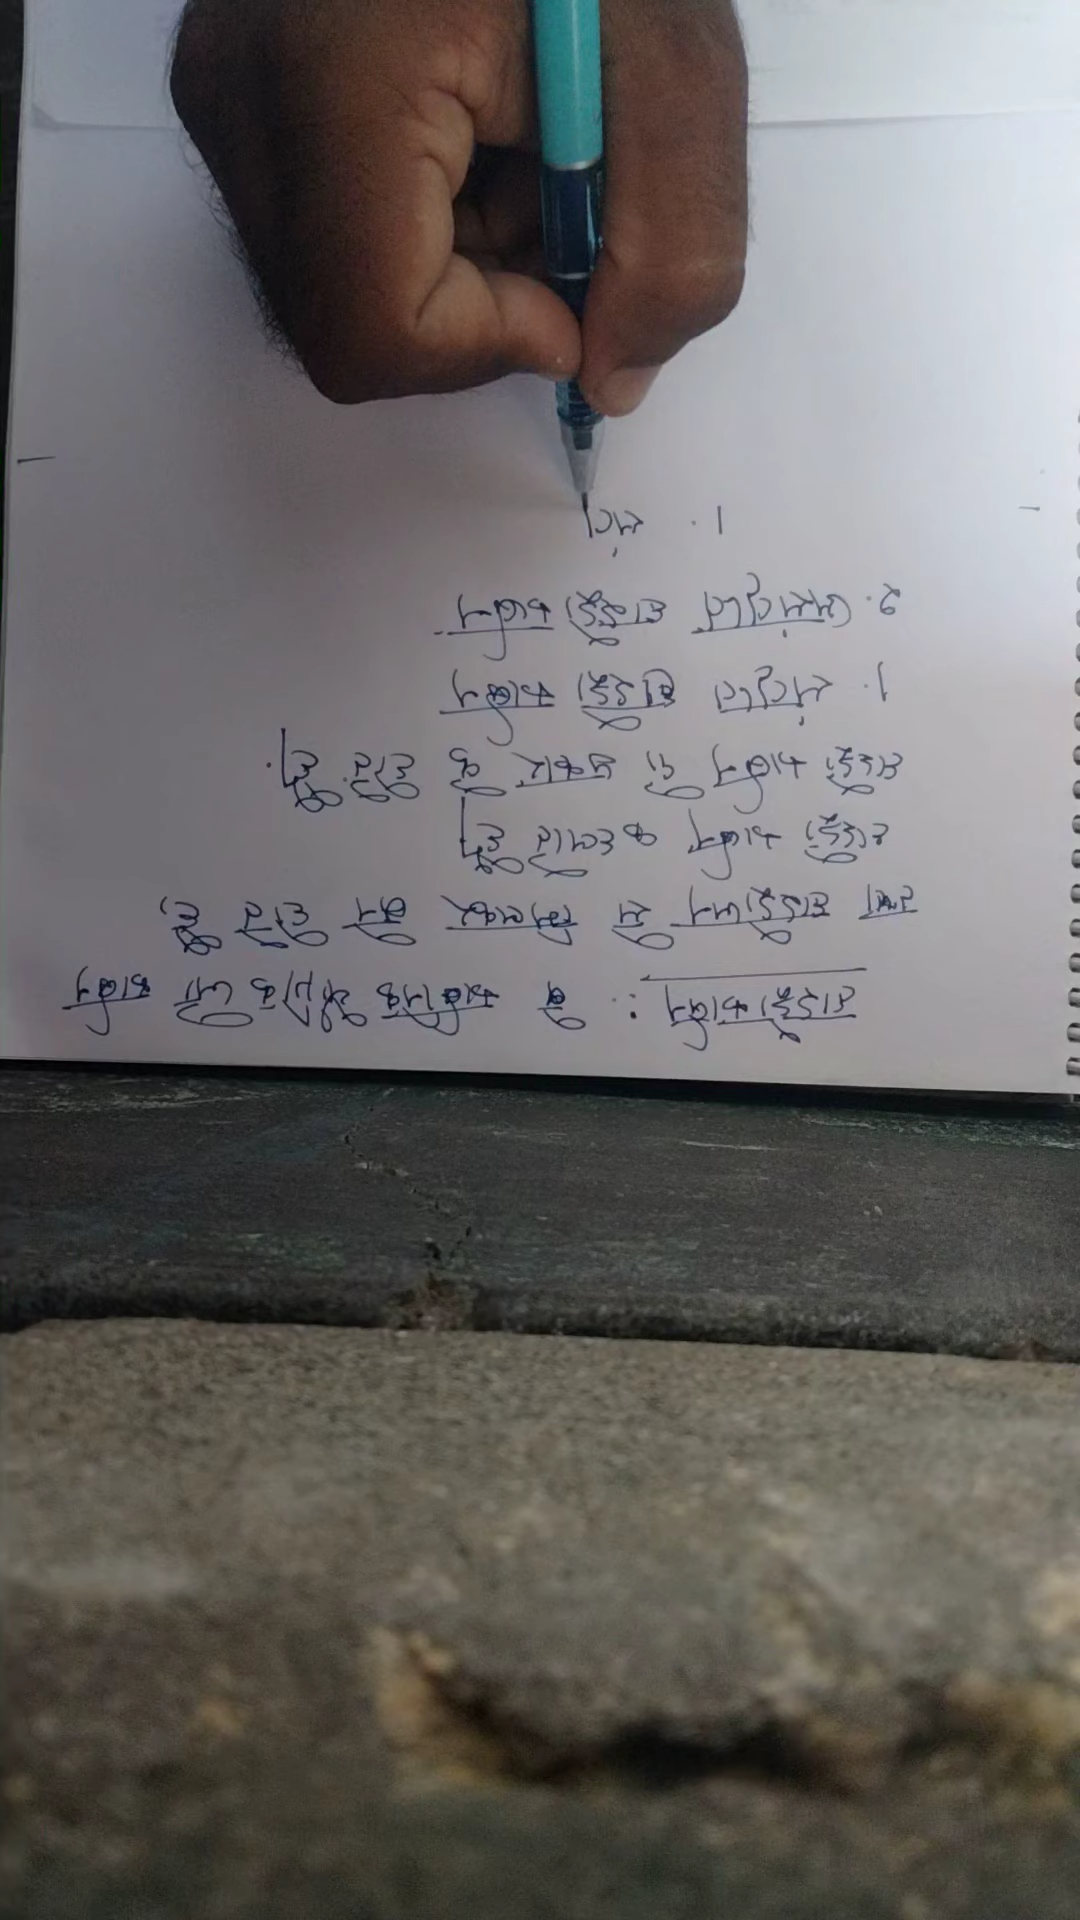 हाइड्रोकार्बन : वे कार्बनिक यौगिक जो कार्बन
तथा हाइड्रोजन से मिलकर बने होते हैं,
हाइड्रोकार्बन कहलाते हैं।
हाइड्रोकार्बन दो प्रकार के होते हैं।
1. संतृप्त हाइड्रोकार्बन
2. असंतृप्त हाइड्रोकार्बन
1. संत